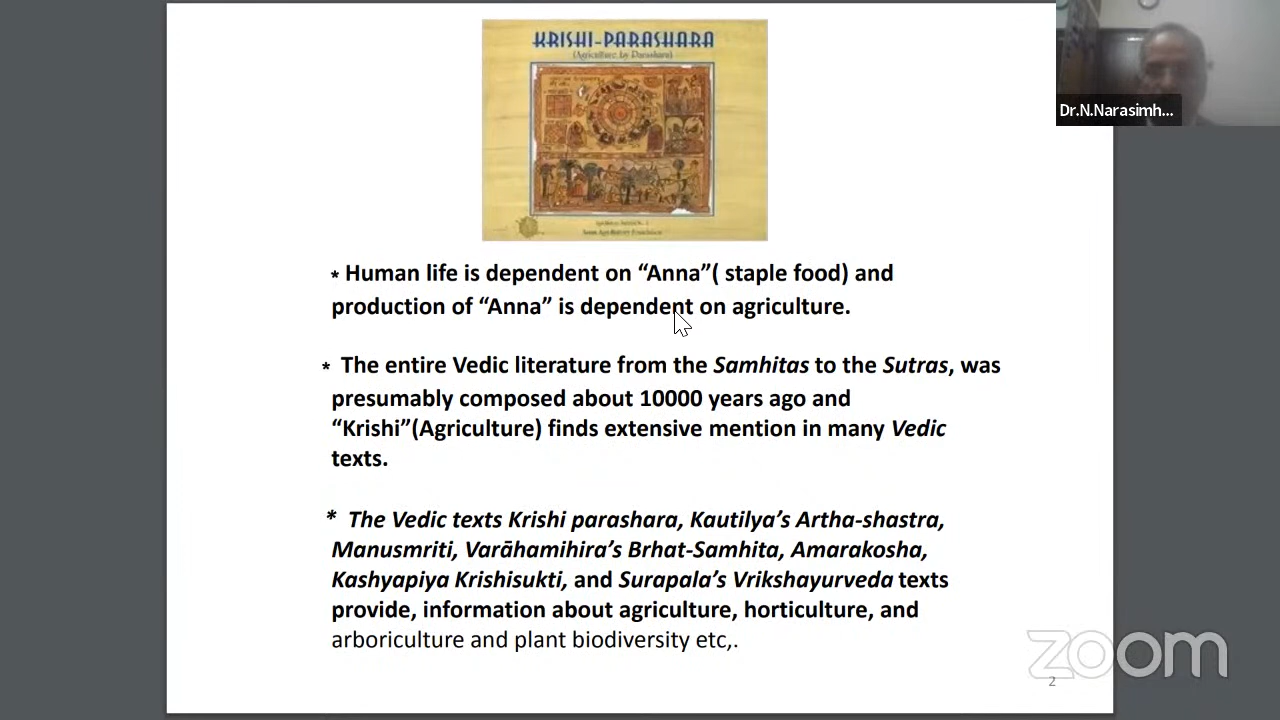 KRISHI-PARASHARA
(Agriculture by Parashara)
Dr.N.Narasimh...
* Human life is dependent on “Anna”( staple food) and
production of “Anna” is dependent on agriculture.
* The entire Vedic literature from the Samhitas to the Sutras, was
presumably composed about 10000 years ago and
“Krishi”(Agriculture) finds extensive mention in many Vedic
texts.
* The Vedic texts Krishi parashara, Kautilya’s Artha-shastra,
Manusmriti, Varāhamihira’s Brhat-Samhita, Amarakosha,
Kashyapiya Krishisukti, and Surapala’s Vrikshayurveda texts
provide, information about agriculture, horticulture, and
arboriculture and plant biodiversity etc,.
zoom
2